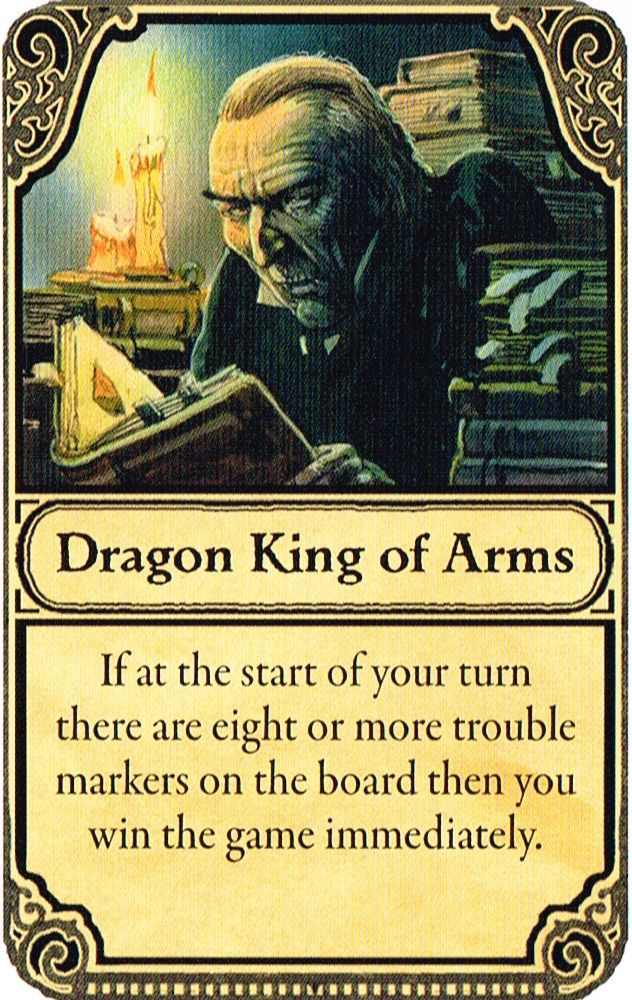 Dragon King of Arms
If at the start of your turn
there are eight or more trouble
markers on the board then you
win the game immediately.